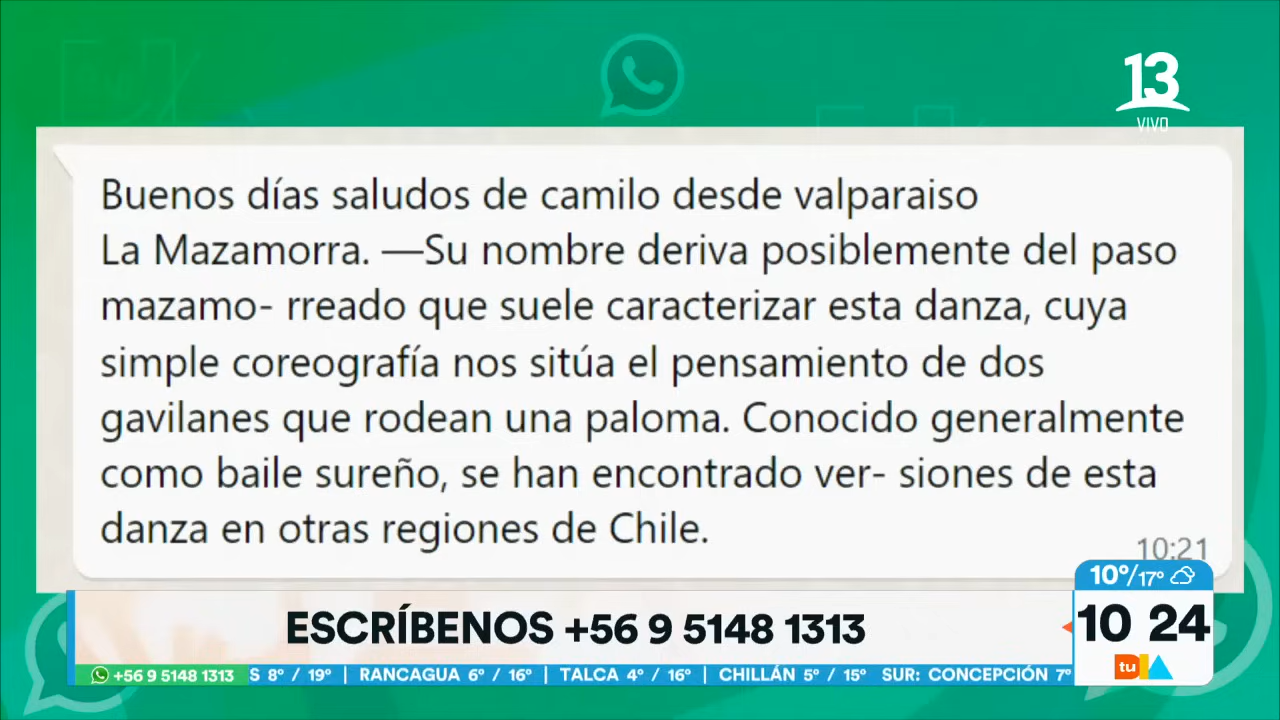 13
VIVO
Buenos días saludos de camilo desde valparaiso
La Mazamorra. —Su nombre deriva posiblemente del paso
mazamo- rreado que suele caracterizar esta danza, cuya
simple coreografía nos sitúa el pensamiento de dos
gavilanes que rodean una paloma. Conocido generalmente
como baile sureño, se han encontrado ver- siones de esta
danza en otras regiones de Chile.
10:21
10°/17°
ESCRÍBENOS +56 9 5148 1313
10 24
tu DÍA
+56 9 5148 1313 S 8° / 19° | RANCAGUA 6° / 16° | TALCA 4° / 16° | CHILLÁN 5° / 15° SUR: CONCEPCIÓN 7°